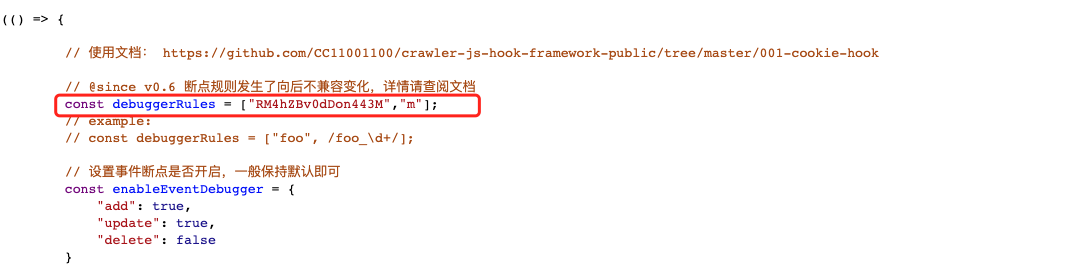 (() => {
// 使用文档： https://github.com/CC11001100/crawler-js-hook-framework-public/tree/master/001-cookie-hook
// @since v0.6 断点规则发生了向后不兼容变化，详情请查阅文档
const debuggerRules = ["RM4hZBv0dDon443M","m"];
// example:
// const debuggerRules = ["foo", /foo_\d+/];
// 设置事件断点是否开启，一般保持默认即可
const enableEventDebugger = {
"add": true,
"update": true,
"delete": false
}